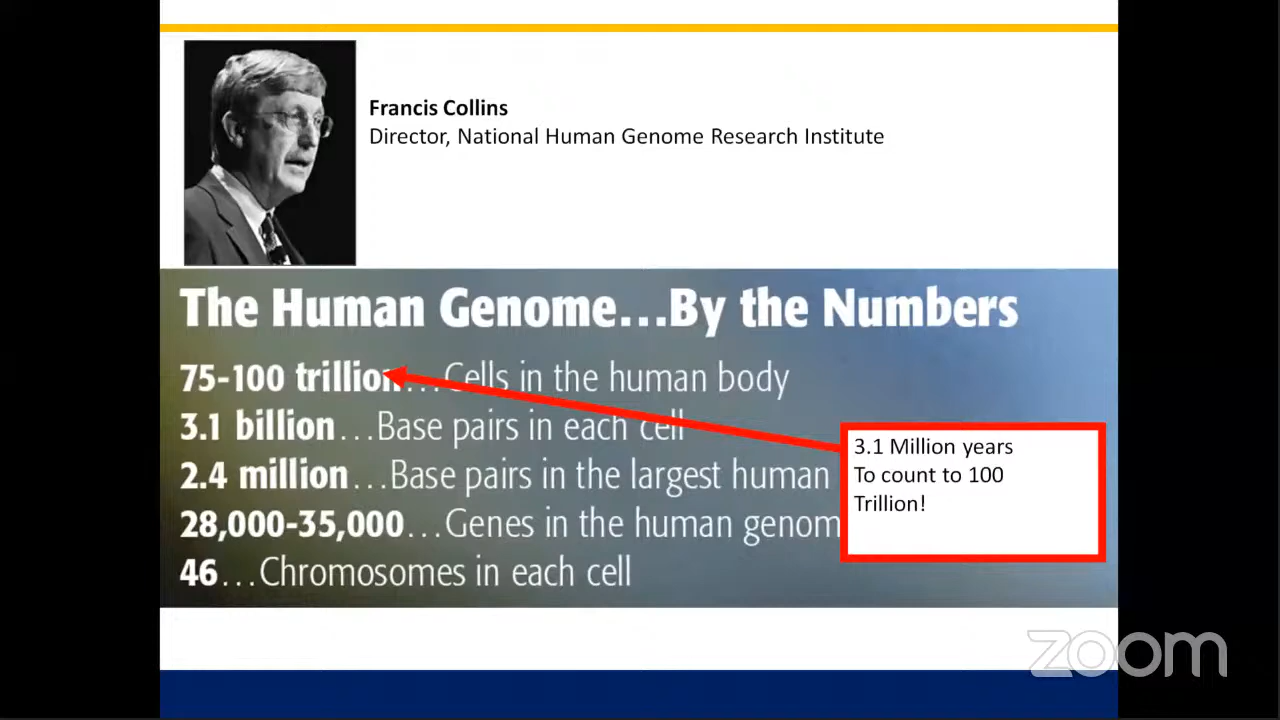 Francis Collins
Director, National Human Genome Research Institute
The Human Genome...By the Numbers
75-100 trillion...Cells in the human body
3.1 billion...Base pairs in each cell
2.4 million...Base pairs in the largest human
28,000-35,000...Genes in the human genom
46...Chromosomes in each cell
3.1 Million years
To count to 100
Trillion!
zoom